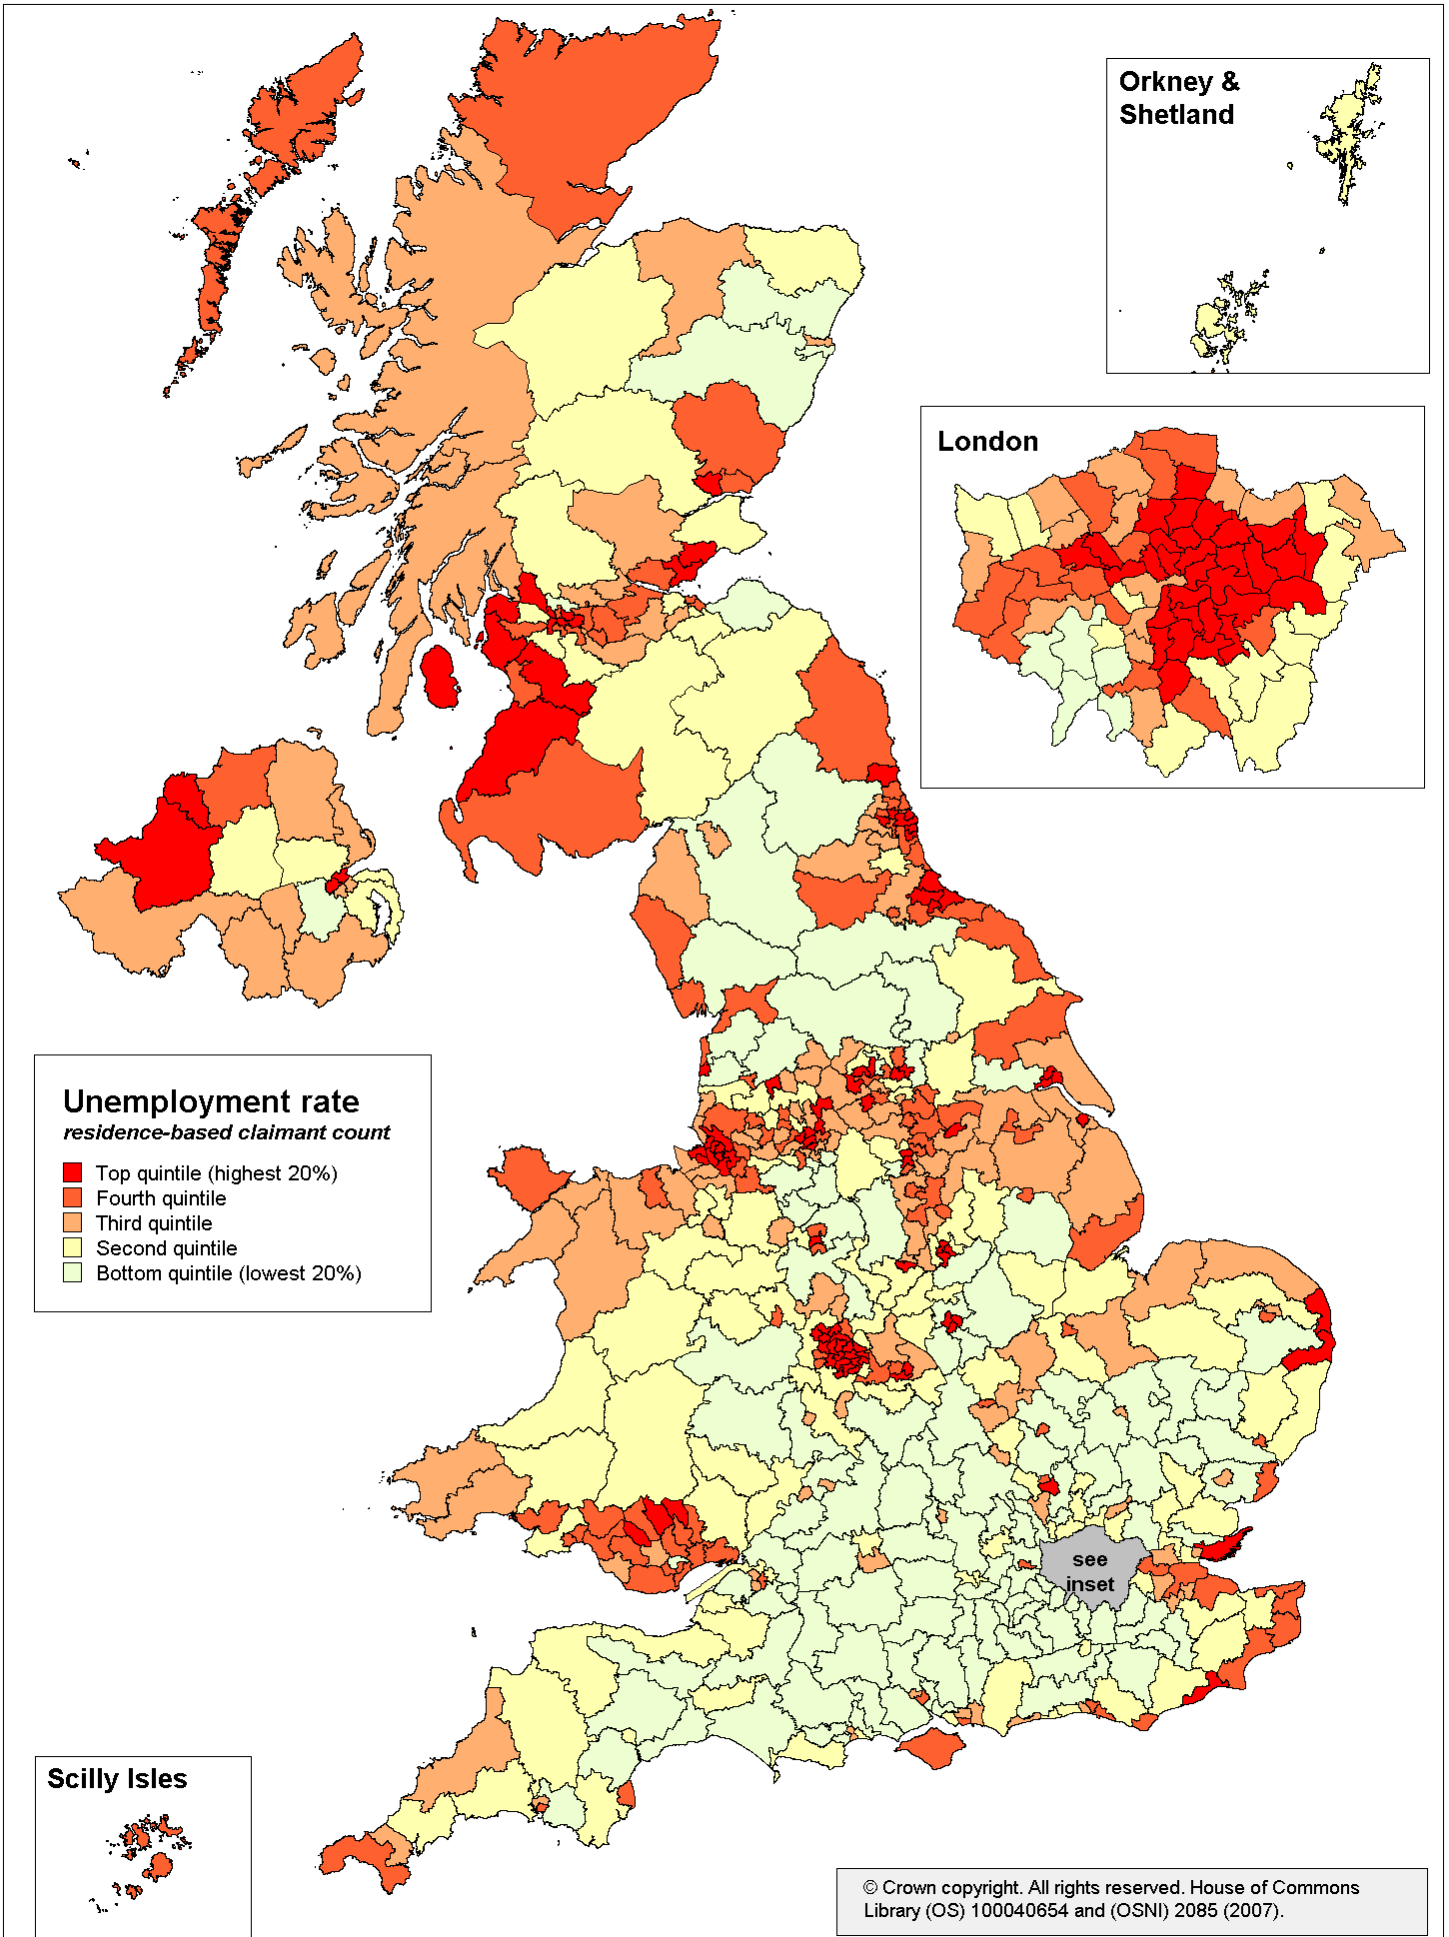 Orkney &
Shetland
London
Unemployment rate
residence-based claimant count
Top quintile (highest 20%)
Fourth quintile
Third quintile
Second quintile
Bottom quintile (lowest 20%)
see
inset
Scilly Isles
© Crown copyright. All rights reserved. House of Commons
Library (OS) 100040654 and (OSNI) 2085 (2007).